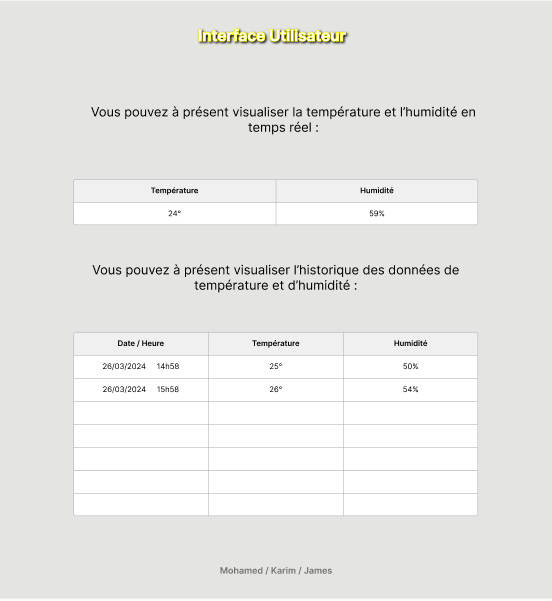 Interface Utilisateur
Vous pouvez à présent visualiser la température et l’humidité en
temps réel :
Température Humidité
24° 59%
Vous pouvez à présent visualiser l’historique des données de
température et d’humidité :
Date / Heure Température Humidité
26/03/2024 14h58 25° 50%
26/03/2024 15h58 26° 54%
Mohamed / Karim / James